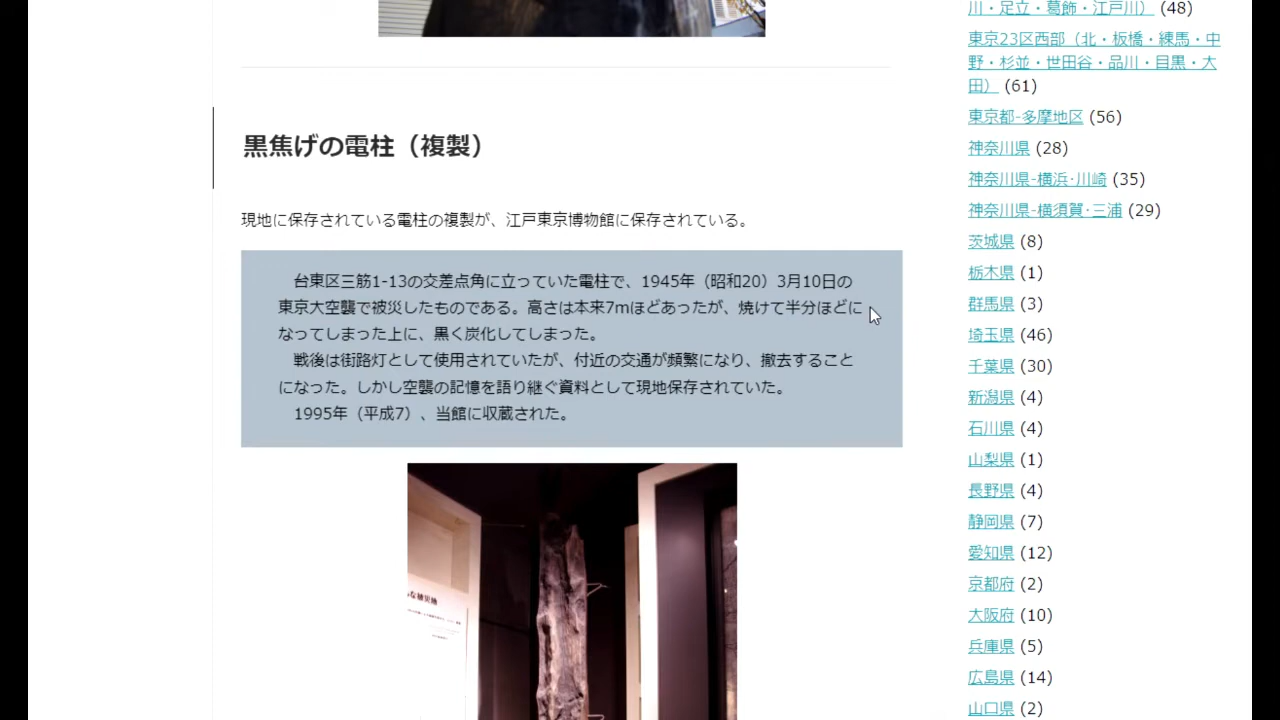 黒焦げの電柱（複製）
現地に保存されている電柱の複製が、江戸東京博物館に保存されている。
台東区三筋1-13の交差点角に立っていた電柱で、1945年（昭和20）3月10日の
東京大空襲で被災したものである。高さは本来7mほどあったが、焼けて半分ほどに
なってしまった上に、黒く炭化してしまった。
戦後は街路灯として使用されていたが、付近の交通が頻繁になり、撤去すること
になった。しかし空襲の記憶を語り継ぐ資料として現地保存されていた。
1995年（平成7）、当館に収蔵された。
川・足立・葛飾・江戸川） (48)
東京23区西部（北・板橋・練馬・中
野・杉並・世田谷・品川・目黒・大
田） (61)
東京都-多摩地区 (56)
神奈川県 (28)
神奈川県-横浜･川崎 (35)
神奈川県-横須賀･三浦 (29)
茨城県 (8)
栃木県 (1)
群馬県 (3)
埼玉県 (46)
千葉県 (30)
新潟県 (4)
石川県 (4)
山梨県 (1)
長野県 (4)
静岡県 (7)
愛知県 (12)
京都府 (2)
大阪府 (10)
兵庫県 (5)
広島県 (14)
山口県 (2)